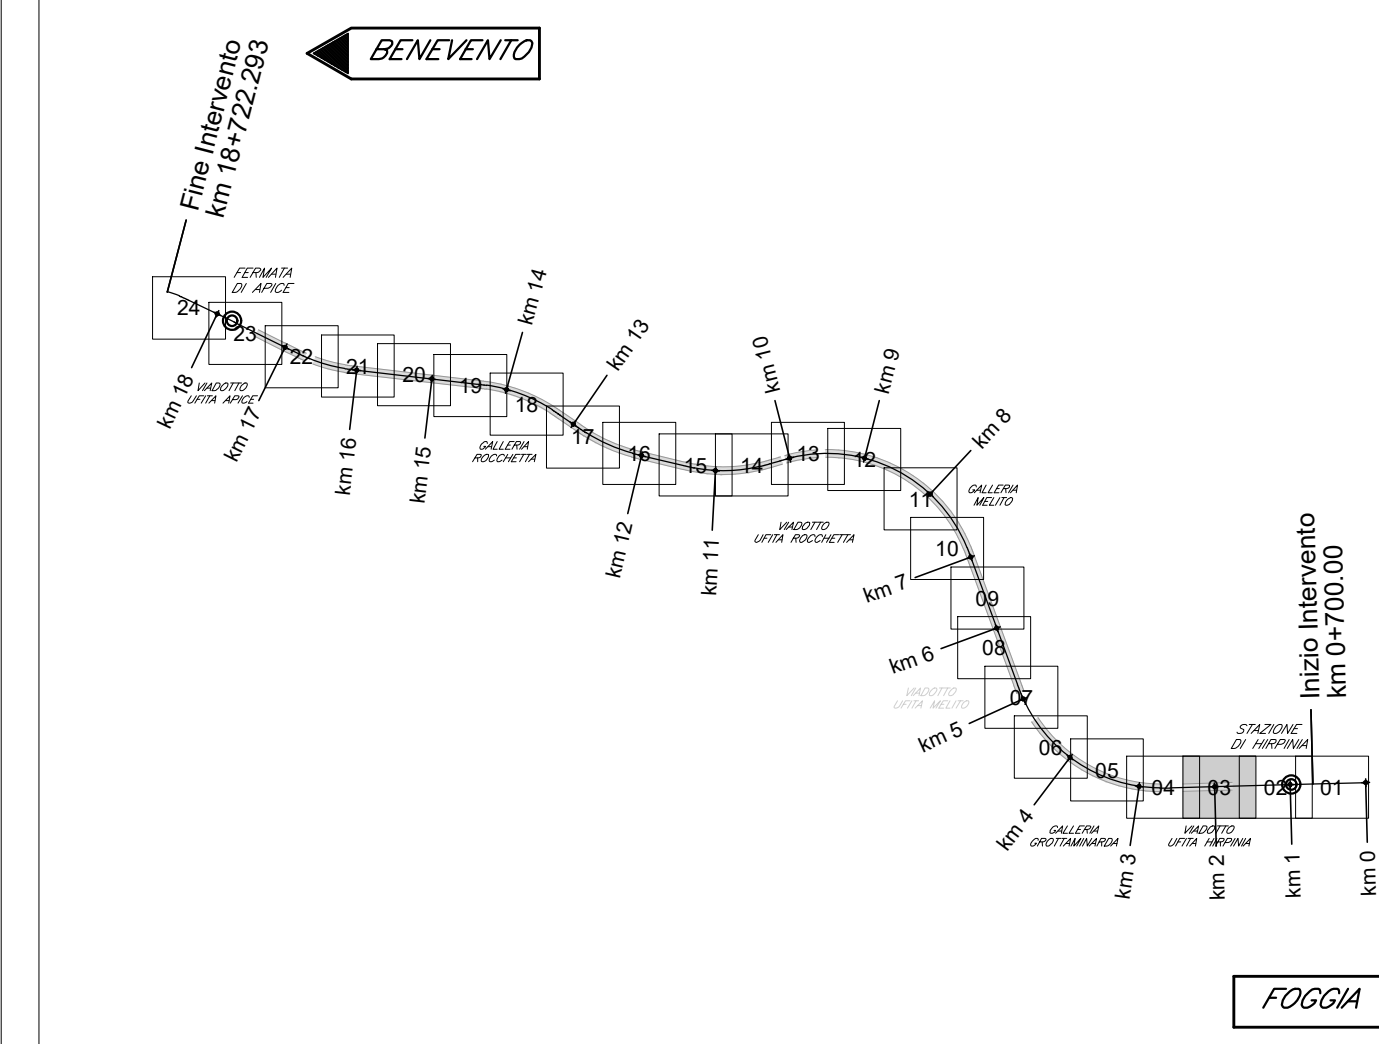 BENEVENTO
Fine Intervento
km 18+722.293
FERMATA
DI APICE
24
23
22
21
20
19
18
17
16
15
14
13
12
11
10
09
08
07
06
05
04
03
02
01
km 18
VIADOTTO
UFITA APICE
km 17
km 16
km 15
km 14
GALLERIA
ROCCHETTA
km 13
km 12
km 11
km 10
VIADOTTO
UFITA ROCCHETTA
km 9
km 8
GALLERIA
MELITO
km 7
km 6
VIADOTTO
UFITA MELITO
km 5
km 4
GALLERIA
GROTTAMINARDA
km 3
VIADOTTO
UFITA HIRPINIA
km 2
km 1
km 0
STAZIONE
DI HIRPINIA
Inizio Intervento
km 0+700.00
FOGGIA